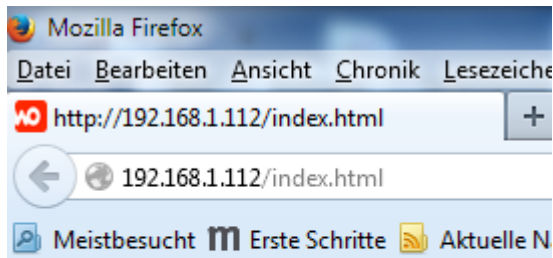 Mozilla Firefox
Datei Bearbeiten Ansicht Chronik
http://192.168.1.112/index.html +
192.168.1.112/index.html
Meistbesucht m Erste Schritte Aktuelle